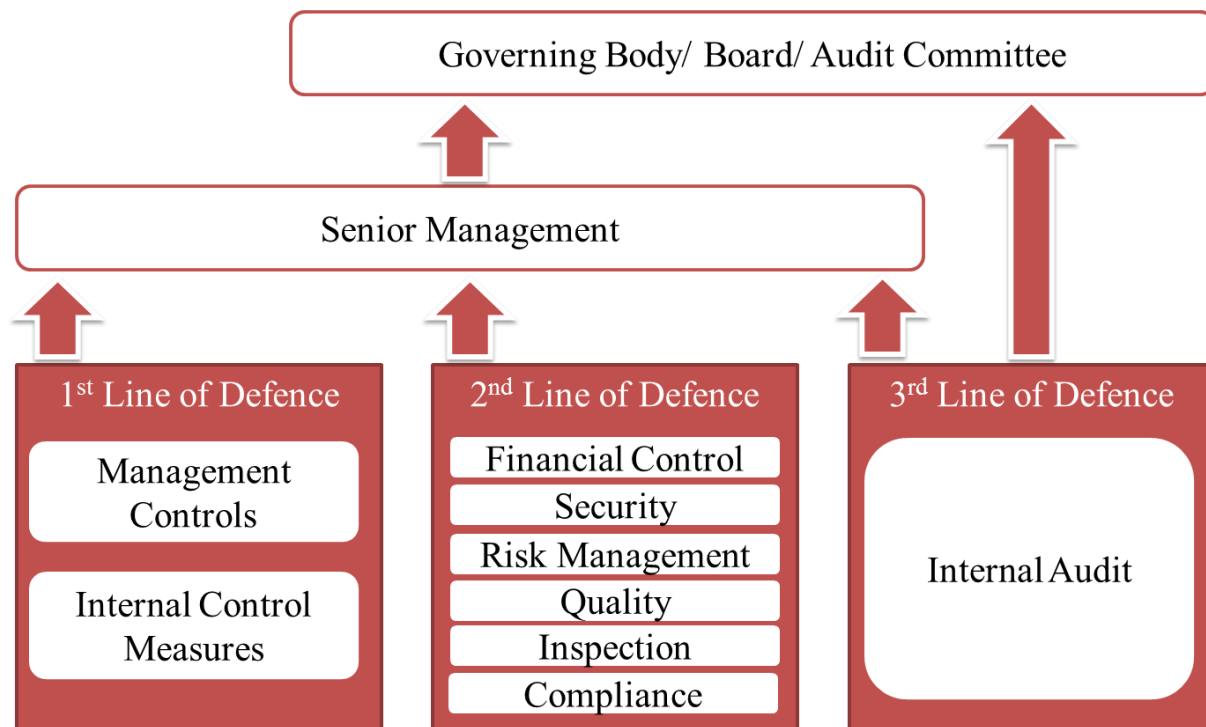 Governing Body/ Board/ Audit Committee
Senior Management
1st Line of Defence
Management
Controls
Internal Control
Measures
2nd Line of Defence
Financial Control
Security
Risk Management
Quality
Inspection
Compliance
3rd Line of Defence
Internal Audit